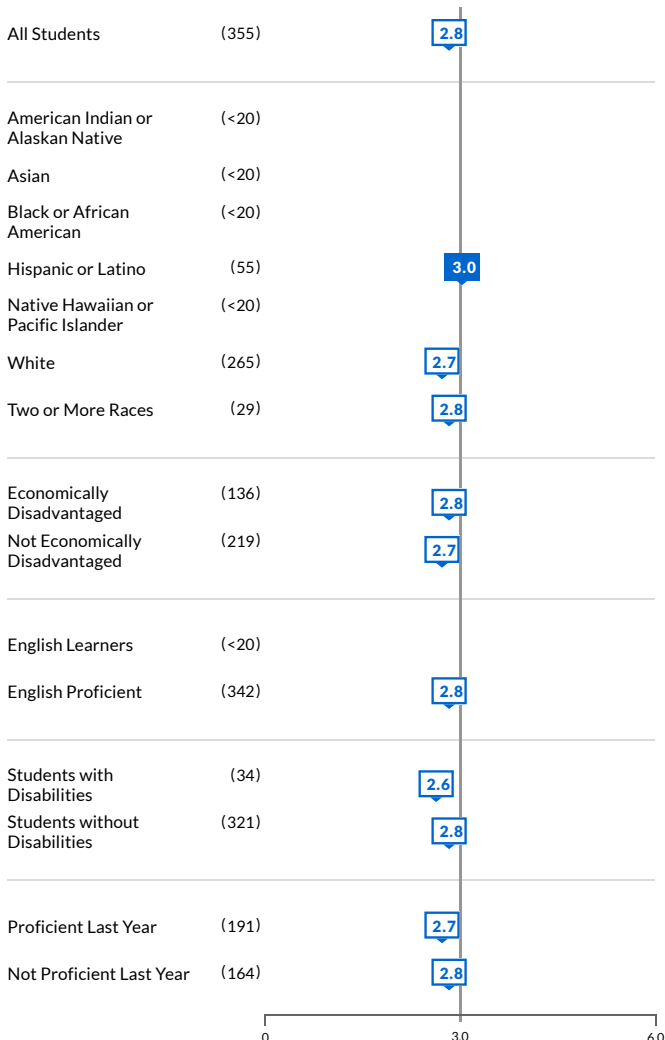 All Students (355) 2.8
American Indian or (<20)
Alaskan Native
Asian (<20)
Black or African (<20)
American
Hispanic or Latino (55) 3.0
Native Hawaiian or (<20)
Pacific Islander
White (265) 2.7
Two or More Races (29) 2.8
Economically (136) 2.8
Disadvantaged
Not Economically (219) 2.7
Disadvantaged
English Learners (<20)
English Proficient (342) 2.8
Students with (34) 2.6
Disabilities
Students without (321) 2.8
Disabilities
Proficient Last Year (191) 2.7
Not Proficient Last Year (164) 2.8
0 3.0 6.0